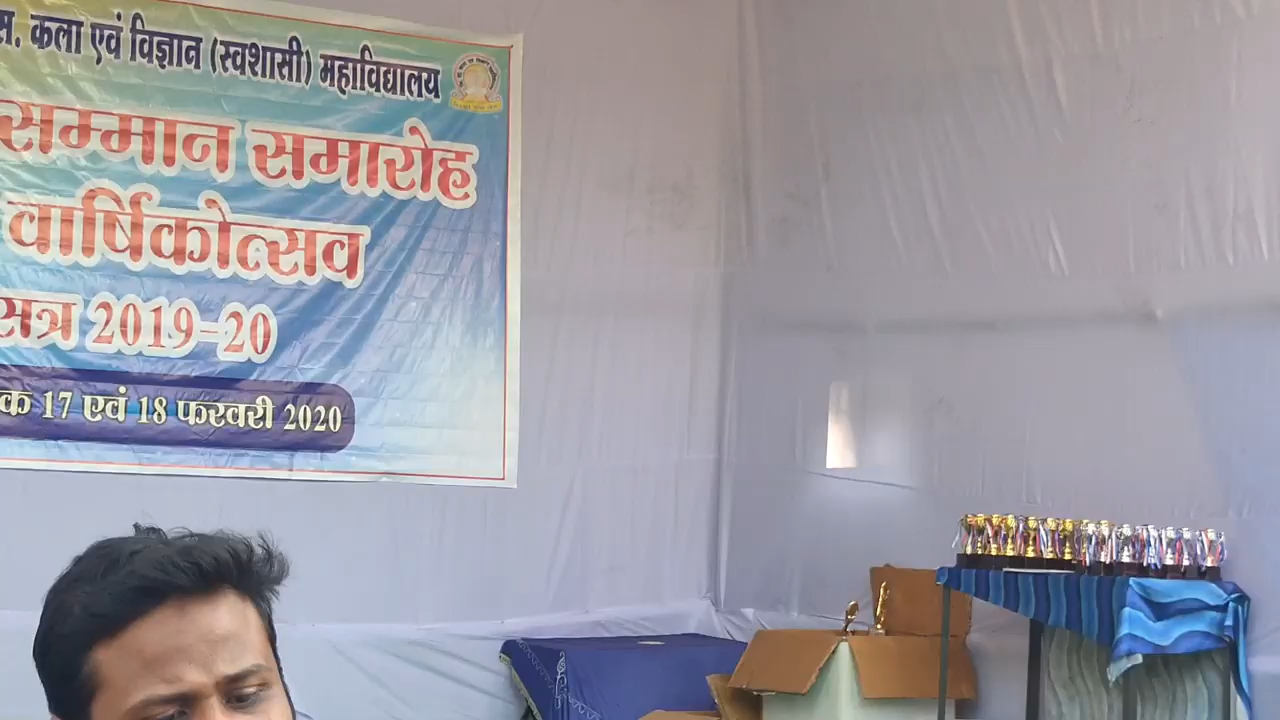 स. कला एवं विज्ञान (स्वशासी) महाविद्यालय
सम्मान समारोह
वार्षिकोत्सव
सत्र 2019-20
क 17 एवं 18 फरवरी 2020